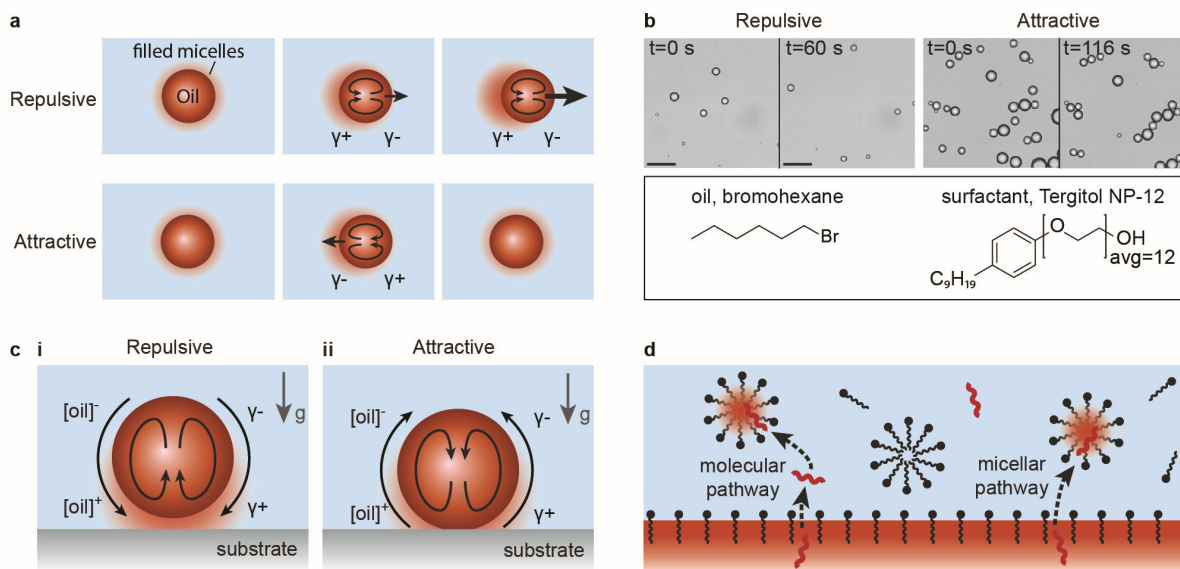 a
filled micelles
Repulsive
Oil
γ+ γ-
γ+ γ-
Attractive
γ- γ+
b
Repulsive Attractive
t=0 s t=60 s t=0 s t=116 s
oil, bromohexane
Br
surfactant, Tergitol NP-12
O
OH
avg=12
C₉H₁₉
c i Repulsive ii Attractive
[oil]⁻ γ- g
[oil]⁺ γ+
substrate
[oil]⁻ γ- g
[oil]⁺ γ+
substrate
d
molecular
pathway
micellar
pathway